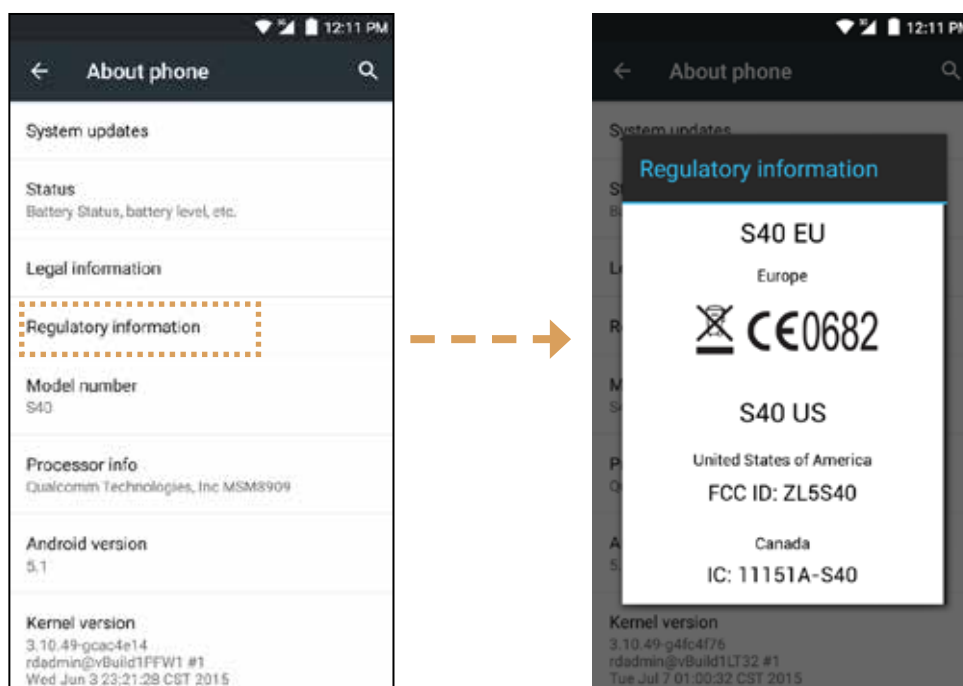 12:11 PM
About phone
System updates
Status
Battery Status, battery level, etc.
Legal information
Regulatory information
Model number
S40
Processor info
Qualcomm Technologies, Inc MSM8909
Android version
5.1
Kernel version
3.10.49-gcac4e14
rdadmin@vBuild1FFW1 #1
Wed Jun 3 23:21:28 CST 2015
12:11 PM
About phone
System updates
Regulatory information
S40 EU
Europe
CE0682
S40 US
United States of America
FCC ID: ZL5S40
Canada
IC: 11151A-S40
Kernel version
3.10.49-g4fc4f76
rdadmin@vBuild1LT32 #1
Tue Jul 7 01:00:32 CST 2015